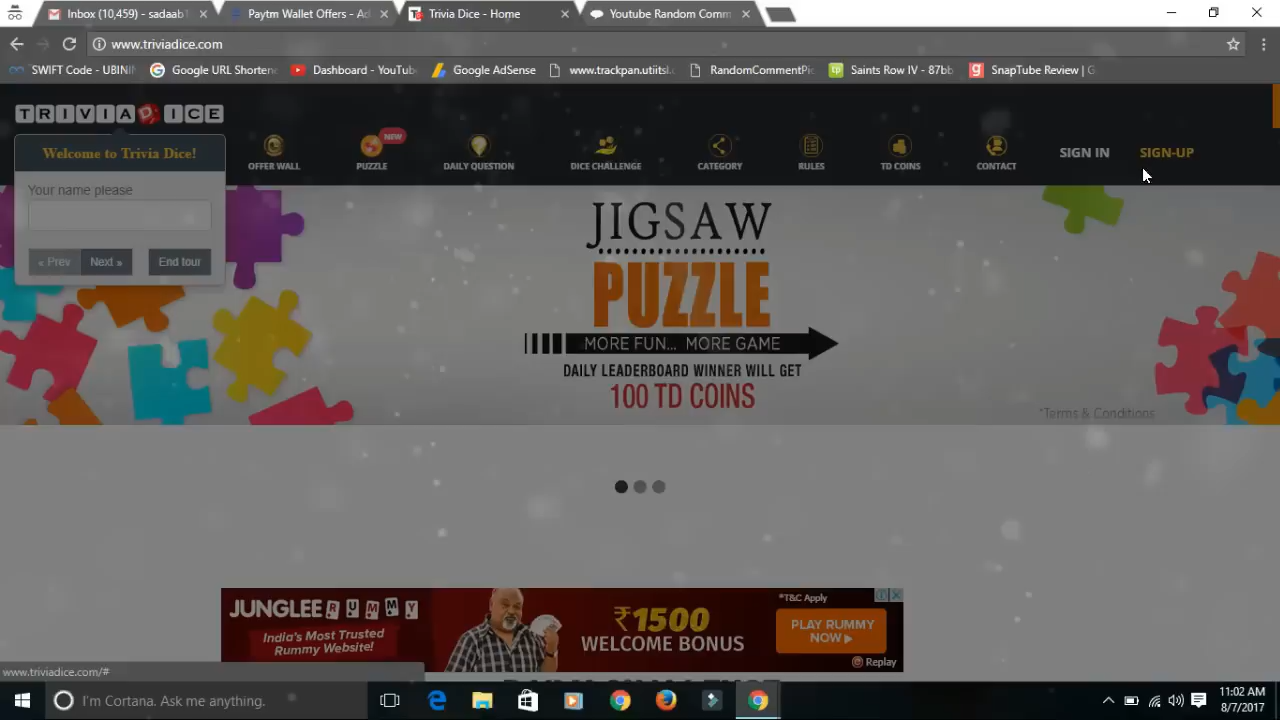 Inbox (10,459) - sadaab
Paytm Wallet Offers - Ad
Trivia Dice - Home
Youtube Random Comm
www.triviadice.com
SWIFT Code - UBININ
Google URL Shortene
Dashboard - YouTub
Google AdSense
www.trackpan.utiitsl.c
RandomCommentPic
Saints Row IV - 87bb
SnapTube Review | G
TRIVIA DICE
Welcome to Trivia Dice!
Your name please
« Prev
Next »
End tour
OFFER WALL
NEW
PUZZLE
DAILY QUESTION
DICE CHALLENGE
CATEGORY
RULES
TD COINS
CONTACT
SIGN IN
SIGN-UP
JIGSAW
PUZZLE
MORE FUN... MORE GAME
DAILY LEADERBOARD WINNER WILL GET
100 TD COINS
*Terms & Conditions
JUNGLEE RUMMY
India's Most Trusted
Rummy Website!
₹1500
WELCOME BONUS
*T&C Apply
PLAY RUMMY
NOW
Replay
www.triviadice.com/#
I'm Cortana. Ask me anything.
11:02 AM
8/7/2017